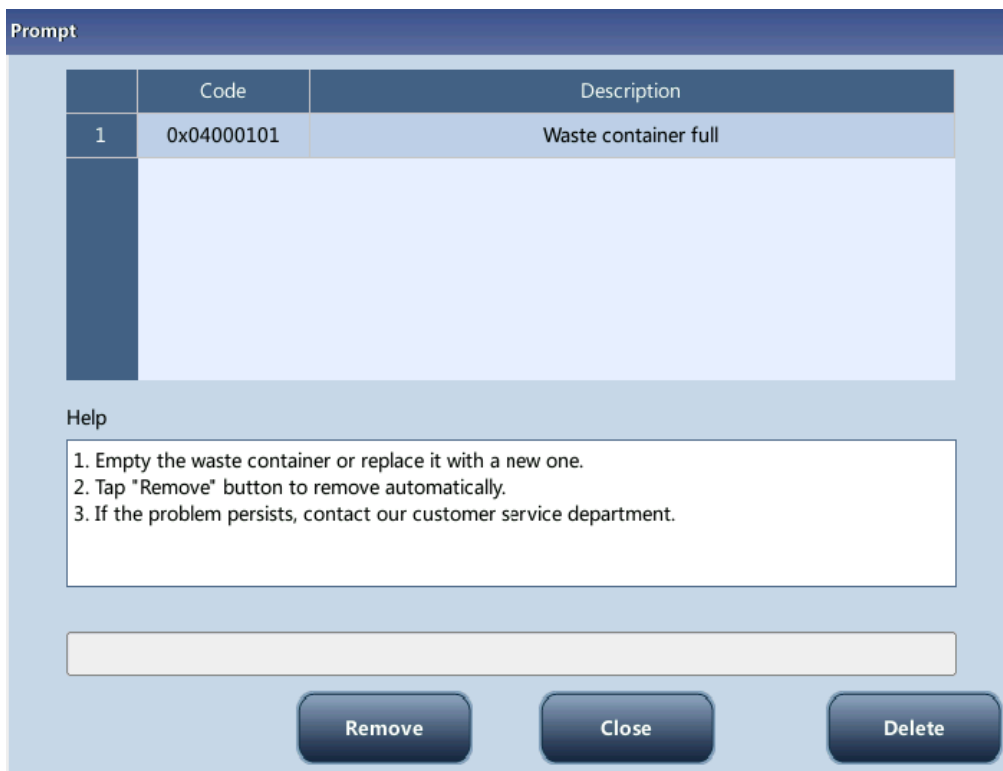 Prompt
Code Description
1 0x04000101 Waste container full
Help
1. Empty the waste container or replace it with a new one.
2. Tap "Remove" button to remove automatically.
3. If the problem persists, contact our customer service department.
Remove Close Delete